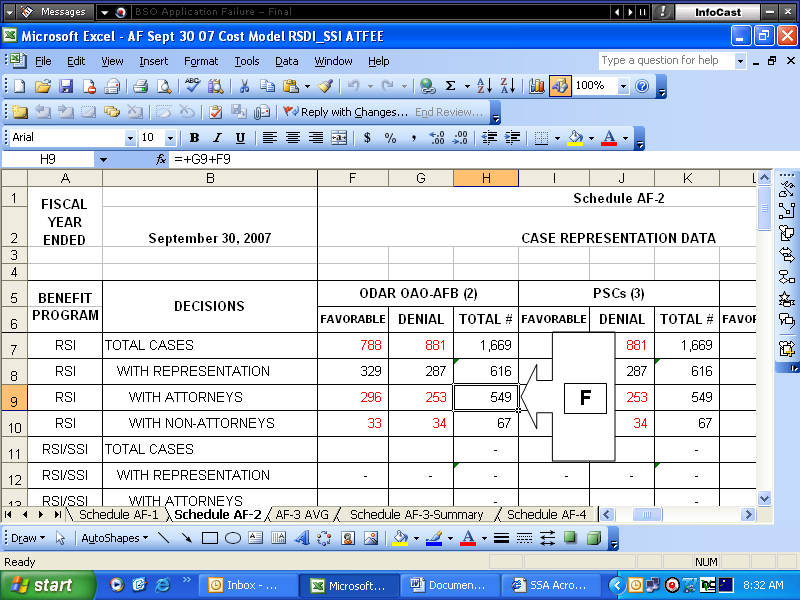 Messages BSO Application Failure – Final InfoCast
Microsoft Excel - AF Sept 30 07 Cost Model RSDI_SSI ATFEE
File Edit View Insert Format Tools Data Window Help Type a question for help
100%
Reply with Changes... End Review...
Arial 10 B I U $ % ,
H9 fx =+G9+F9
A B F G H I J K L
1 FISCAL YEAR ENDED Schedule AF-2
2 September 30, 2007 CASE REPRESENTATION DATA
3
4
5 BENEFIT PROGRAM DECISIONS ODAR OAO-AFB (2) PSCs (3)
6 FAVORABLE DENIAL TOTAL # FAVORABLE DENIAL TOTAL # FAVOR
7 RSI TOTAL CASES 788 881 1,669 881 1,669
8 RSI WITH REPRESENTATION 329 287 616 287 616
9 RSI WITH ATTORNEYS 296 253 549 F 253 549
10 RSI WITH NON-ATTORNEYS 33 34 67 34 67
11 RSI/SSI TOTAL CASES - -
12 RSI/SSI WITH REPRESENTATION - - - - - -
13 RSI/SSI WITH ATTORNEYS
Schedule AF-1 Schedule AF-2 AF-3 AVG Schedule AF-3-Summary Schedule AF-4
Draw AutoShapes
Ready NUM
start Inbox - ... Microsoft... Documen... SSA Acro... 8:32 AM